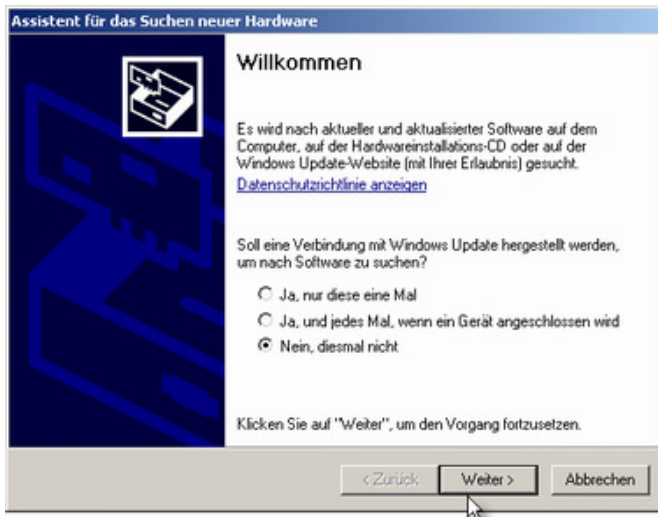 Assistent für das Suchen neuer Hardware
Willkommen
Es wird nach aktueller und aktualisierter Software auf dem
Computer, auf der Hardwareinstallations-CD oder auf der
Windows Update-Website (mit Ihrer Erlaubnis) gesucht.
Datenschutzrichtlinie anzeigen
Soll eine Verbindung mit Windows Update hergestellt werden,
um nach Software zu suchen?
Ja, nur diese eine Mal
Ja, und jedes Mal, wenn ein Gerät angeschlossen wird
Nein, diesmal nicht
Klicken Sie auf "Weiter", um den Vorgang fortzusetzen.
< Zurück Weiter > Abbrechen